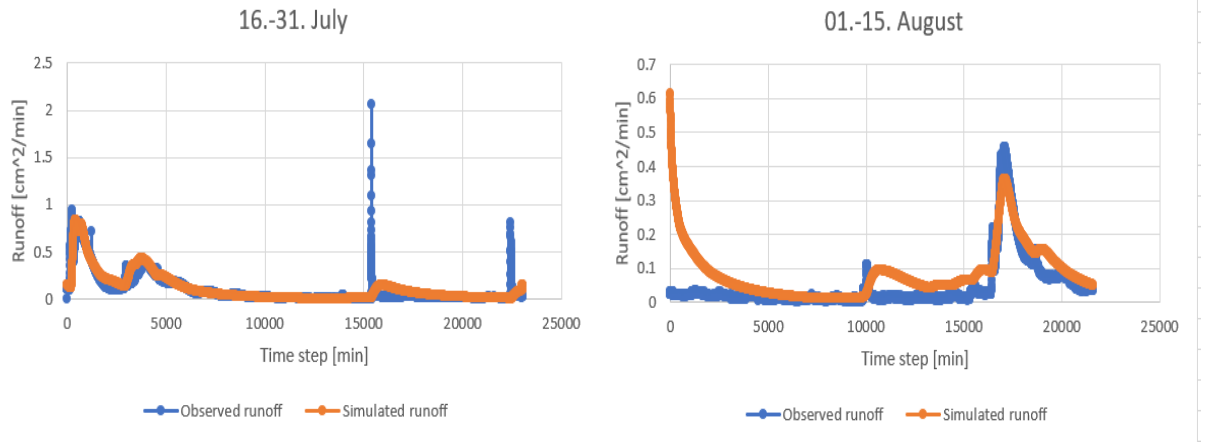 16.-31. July
2.5
2
1.5
1
0.5
0
Runoff [cm^2/min]
0 5000 10000 15000 20000 25000
Time step [min]
Observed runoff Simulated runoff
01.-15. August
0.7
0.6
0.5
0.4
0.3
0.2
0.1
0
Runoff [cm^2/min]
0 5000 10000 15000 20000 25000
Time step [min]
Observed runoff Simulated runoff